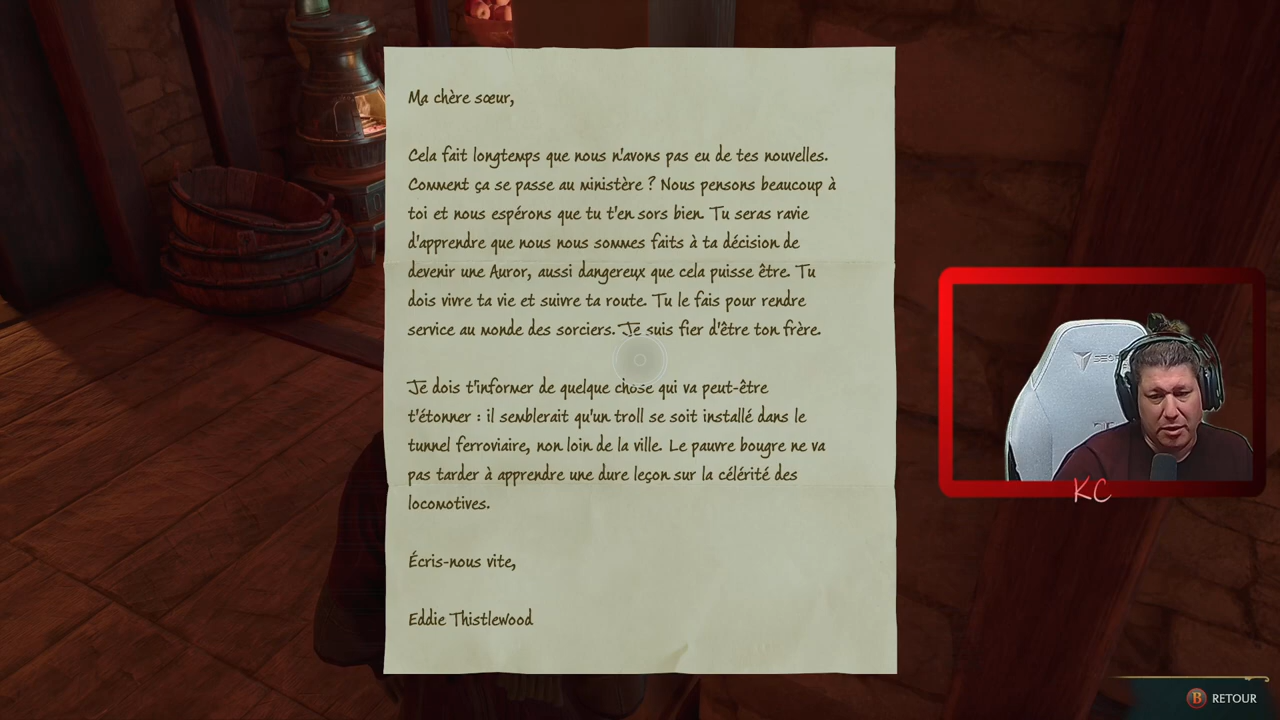 Ma chère sœur,
Cela fait longtemps que nous n'avons pas eu de tes nouvelles.
Comment ça se passe au ministère ? Nous pensons beaucoup à
toi et nous espérons que tu t'en sors bien. Tu seras ravie
d'apprendre que nous nous sommes faits à ta décision de
devenir une Auror, aussi dangereux que cela puisse être. Tu
dois vivre ta vie et suivre ta route. Tu le fais pour rendre
service au monde des sorciers. Je suis fier d'être ton frère.
Je dois t'informer de quelque chose qui va peut-être
t'étonner : il semblerait qu'un troll se soit installé dans le
tunnel ferroviaire, non loin de la ville. Le pauvre bougre ne va
pas tarder à apprendre une dure leçon sur la célérité des
locomotives.
Écris-nous vite,
Eddie Thistlewood
KC
B RETOUR